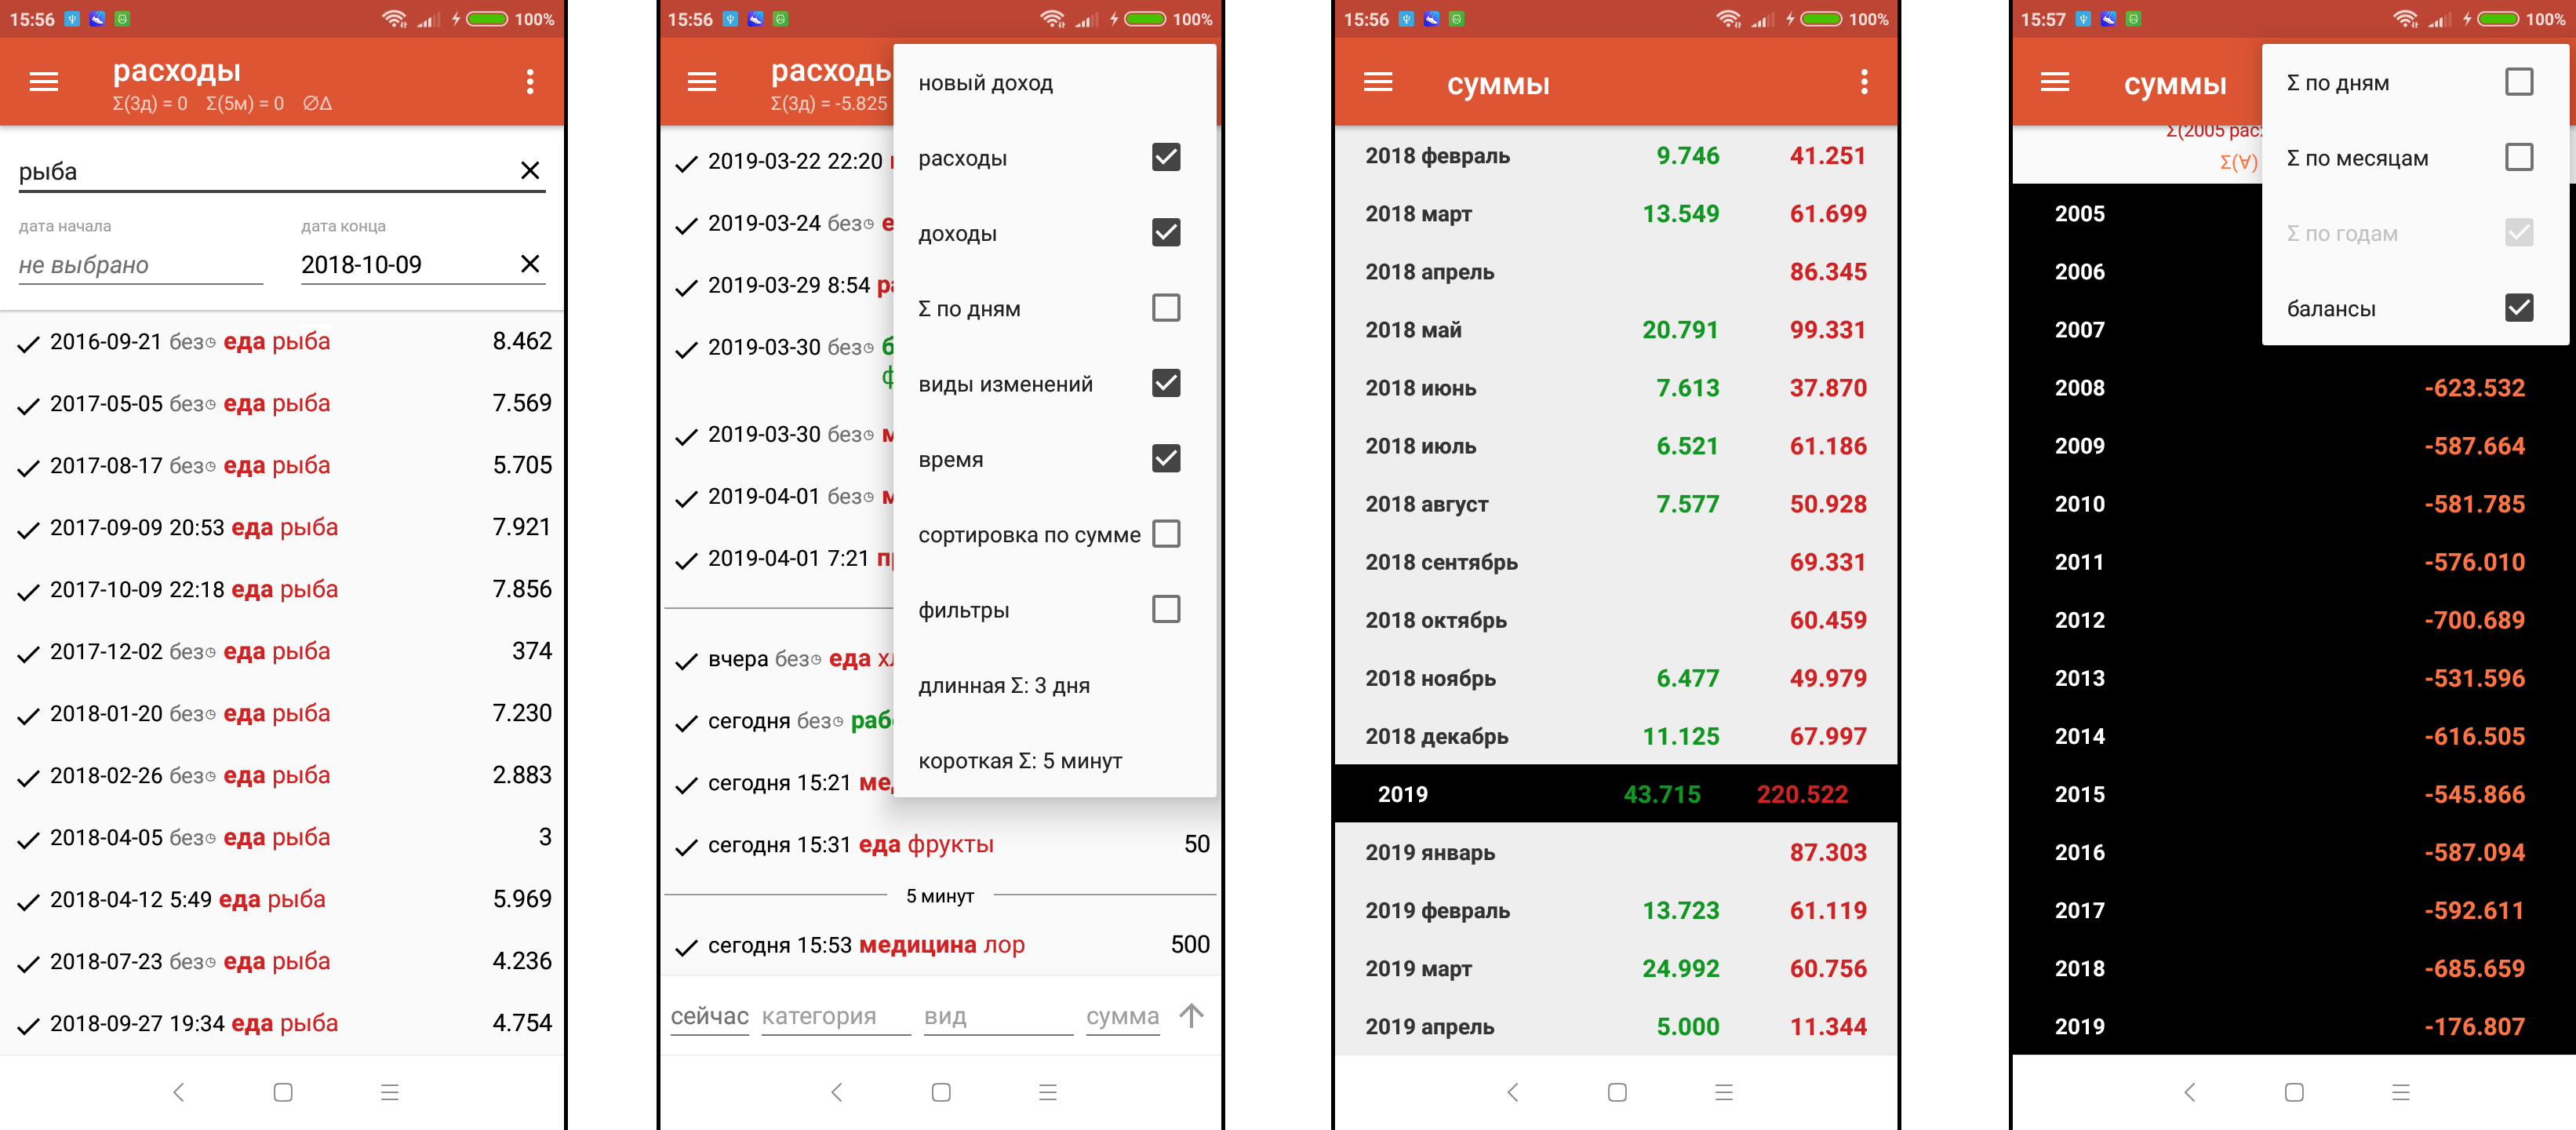 15:56 100%
расходы
Σ(3д) = 0 Σ(5м) = 0 ∅Δ
рыба
дата начала дата конца
не выбрано 2018-10-09
2016-09-21 без еда рыба 8.462
2017-05-05 без еда рыба 7.569
2017-08-17 без еда рыба 5.705
2017-09-09 20:53 еда рыба 7.921
2017-10-09 22:18 еда рыба 7.856
2017-12-02 без еда рыба 374
2018-01-20 без еда рыба 7.230
2018-02-26 без еда рыба 2.883
2018-04-05 без еда рыба 3
2018-04-12 5:49 еда рыба 5.969
2018-07-23 без еда рыба 4.236
2018-09-27 19:34 еда рыба 4.754
15:56 100%
расходы
Σ(3д) = -5.825
2019-03-22 22:20
2019-03-24 без е
2019-03-29 8:54 ра
2019-03-30 без б
ф
2019-03-30 без м
2019-04-01 без м
2019-04-01 7:21 п
вчера без еда х
сегодня без раб
сегодня 15:21 ме
сегодня 15:31 еда фрукты 50
5 минут
сегодня 15:53 медицина лор 500
сейчас категория вид сумма
новый доход
расходы
доходы
Σ по дням
виды изменений
время
сортировка по сумме
фильтры
длинная Σ: 3 дня
короткая Σ: 5 минут
15:56 100%
суммы
2018 февраль 9.746 41.251
2018 март 13.549 61.699
2018 апрель 86.345
2018 май 20.791 99.331
2018 июнь 7.613 37.870
2018 июль 6.521 61.186
2018 август 7.577 50.928
2018 сентябрь 69.331
2018 октябрь 60.459
2018 ноябрь 6.477 49.979
2018 декабрь 11.125 67.997
2019 43.715 220.522
2019 январь 87.303
2019 февраль 13.723 61.119
2019 март 24.992 60.756
2019 апрель 5.000 11.344
15:57 100%
суммы
Σ(2005 рас
Σ(∀)
Σ по дням
Σ по месяцам
Σ по годам
балансы
2005
2006
2007
2008 -623.532
2009 -587.664
2010 -581.785
2011 -576.010
2012 -700.689
2013 -531.596
2014 -616.505
2015 -545.866
2016 -587.094
2017 -592.611
2018 -685.659
2019 -176.807